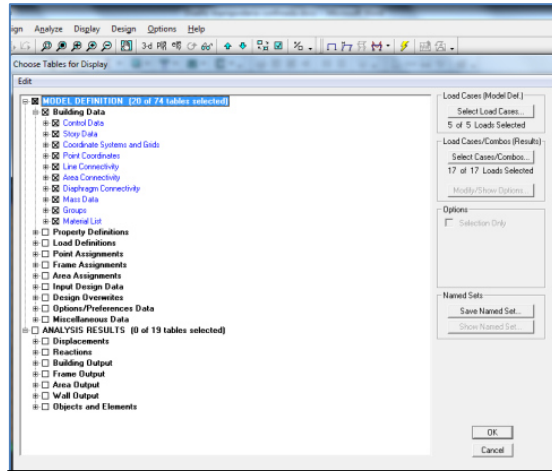 Analyze Display Design Options Help
3-d
Choose Tables for Display
Edit
MODEL DEFINITION (20 of 74 tables selected)
Building Data
Control Data
Story Data
Coordinate Systems and Grids
Point Coordinates
Line Connectivity
Area Connectivity
Diaphragm Connectivity
Mass Data
Groups
Material List
Property Definitions
Load Definitions
Point Assignments
Frame Assignments
Area Assignments
Input Design Data
Design Overwrites
Options/Preferences Data
Miscellaneous Data
ANALYSIS RESULTS (0 of 19 tables selected)
Displacements
Reactions
Building Output
Frame Output
Area Output
Wall Output
Objects and Elements
Load Cases (Model Def.)
Select Load Cases...
5 of 5 Loads Selected
Load Cases/Combos (Results)
Select Cases/Combos...
17 of 17 Loads Selected
Modify/Show Options...
Options
Selection Only
Named Sets
Save Named Set...
Show Named Set...
OK
Cancel